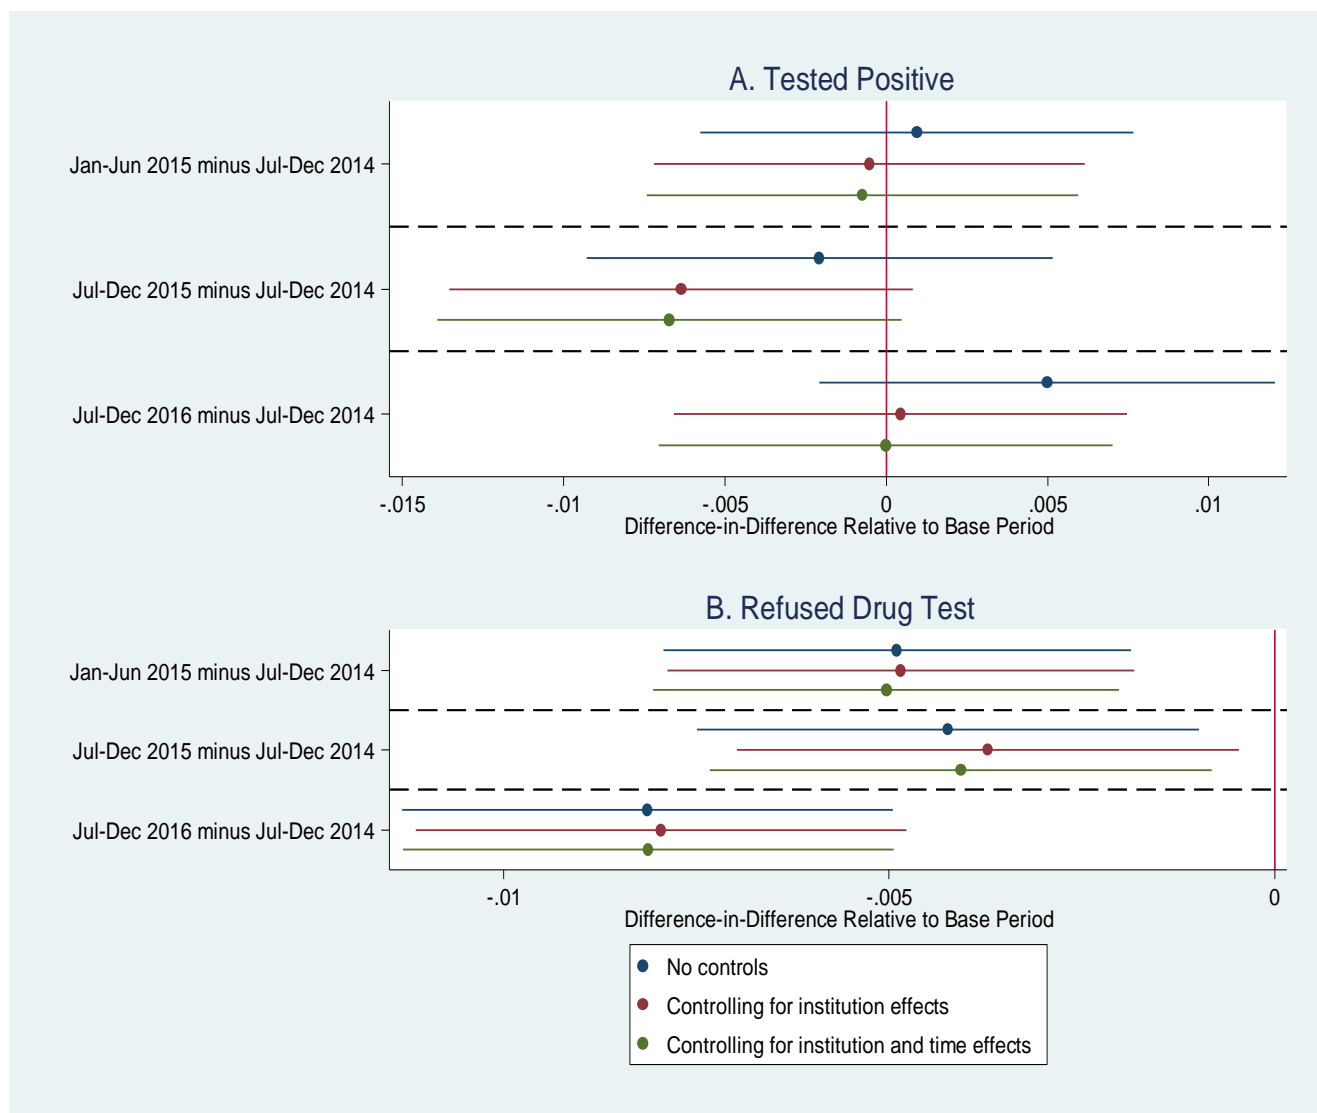 A. Tested Positive
Jan-Jun 2015 minus Jul-Dec 2014
Jul-Dec 2015 minus Jul-Dec 2014
Jul-Dec 2016 minus Jul-Dec 2014
-.015 -.01 -.005 0 .005 .01
Difference-in-Difference Relative to Base Period
B. Refused Drug Test
Jan-Jun 2015 minus Jul-Dec 2014
Jul-Dec 2015 minus Jul-Dec 2014
Jul-Dec 2016 minus Jul-Dec 2014
-.01 -.005 0
Difference-in-Difference Relative to Base Period
No controls
Controlling for institution effects
Controlling for institution and time effects